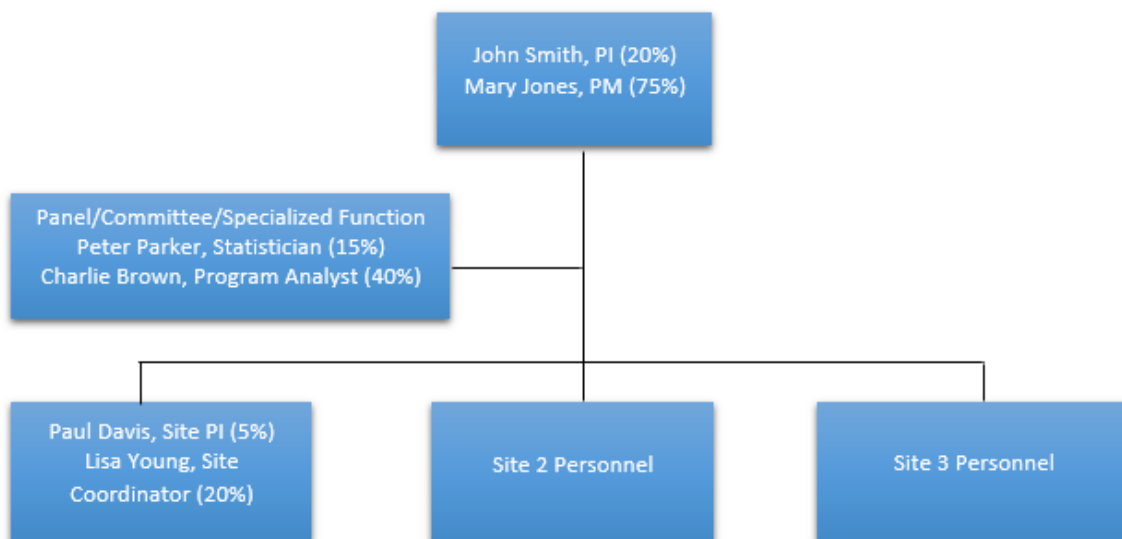 John Smith, PI (20%)
Mary Jones, PM (75%)
Panel/Committee/Specialized Function
Peter Parker, Statistician (15%)
Charlie Brown, Program Analyst (40%)
Paul Davis, Site PI (5%)
Lisa Young, Site
Coordinator (20%)
Site 2 Personnel
Site 3 Personnel